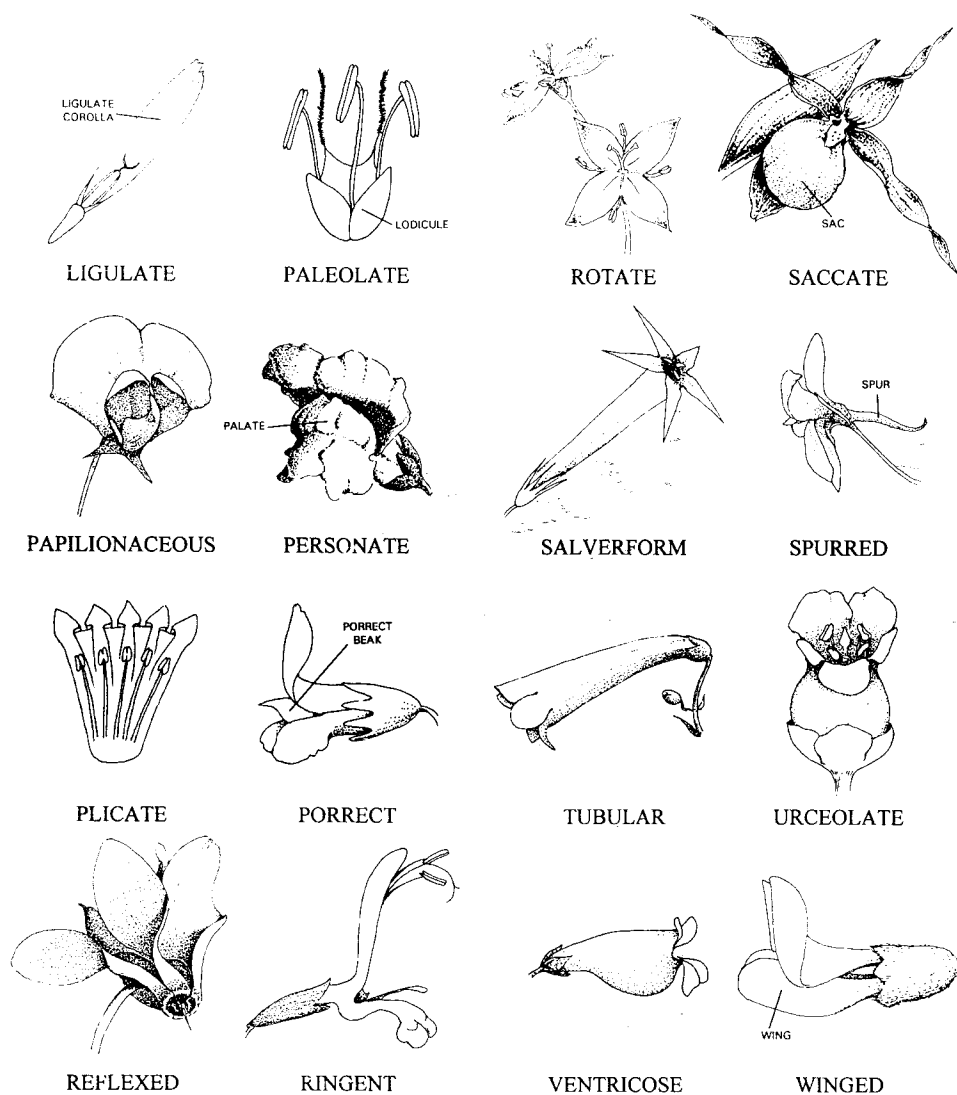 LIGULATE
COROLLA
LODICULE
SAC
LIGULATE
PALEOLATE
ROTATE
SACCATE
PALATE
SPUR
PAPILIONACEOUS
PERSONATE
SALVERFORM
SPURRED
PORRECT
BEAK
PLICATE
PORRECT
TUBULAR
URCEOLATE
WING
REFLEXED
RINGENT
VENTRICOSE
WINGED